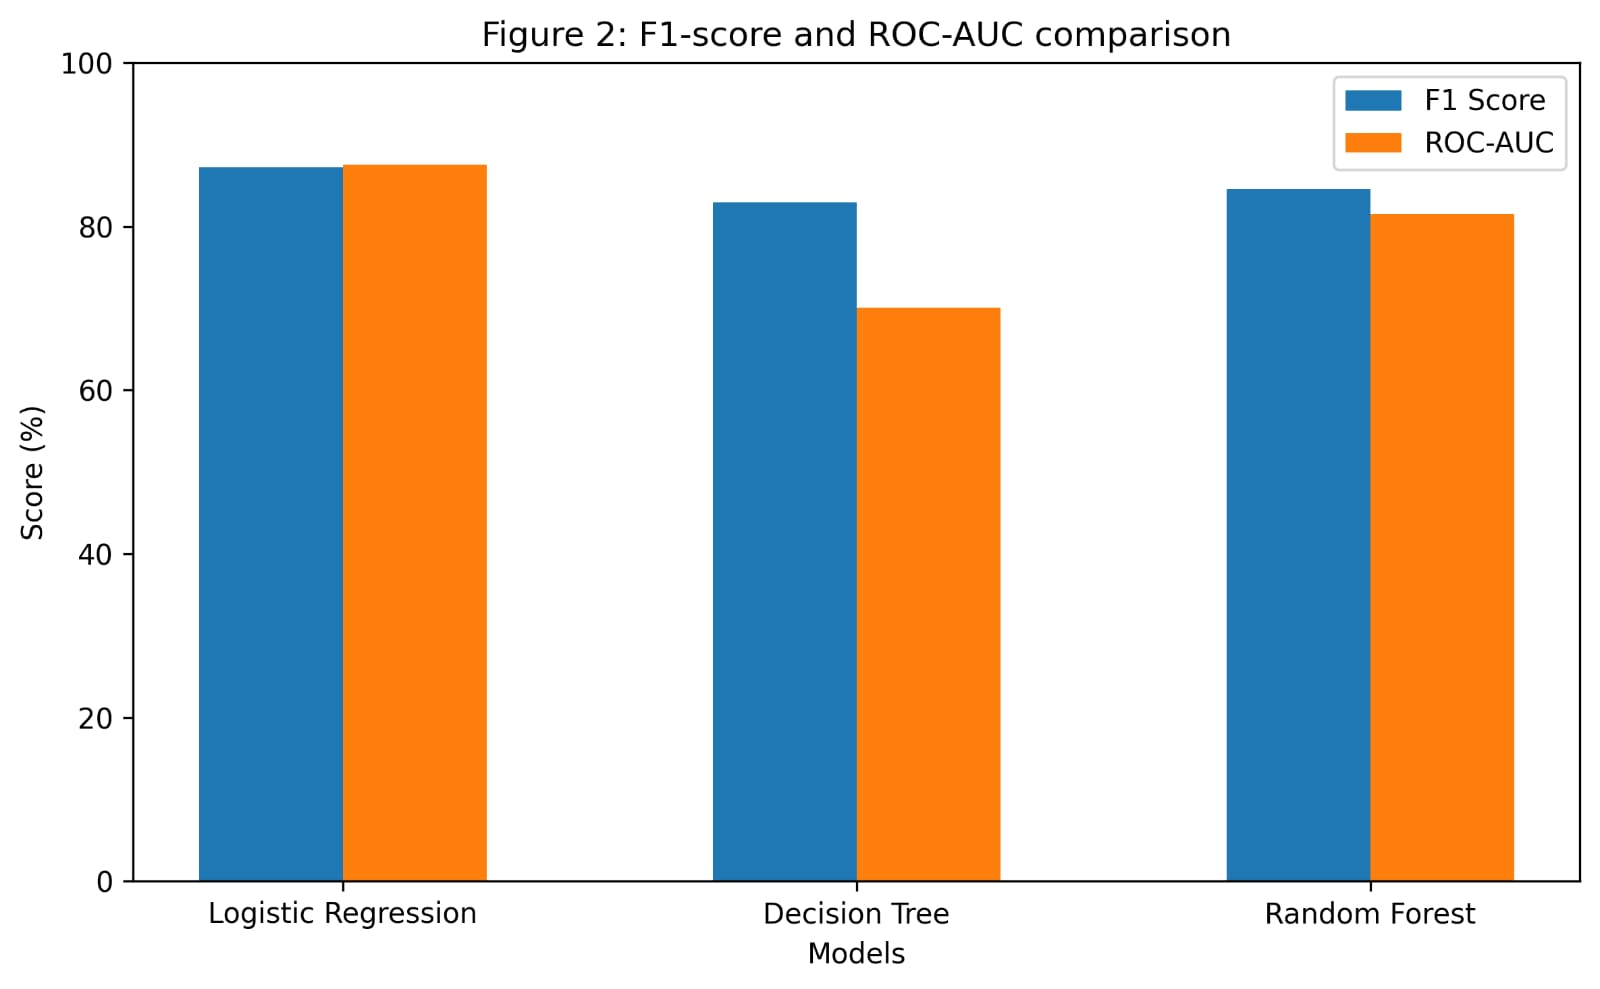 Figure 2: F1-score and ROC-AUC comparison
F1 Score
ROC-AUC
Score (%)
100
80
60
40
20
0
Logistic Regression
Decision Tree
Random Forest
Models